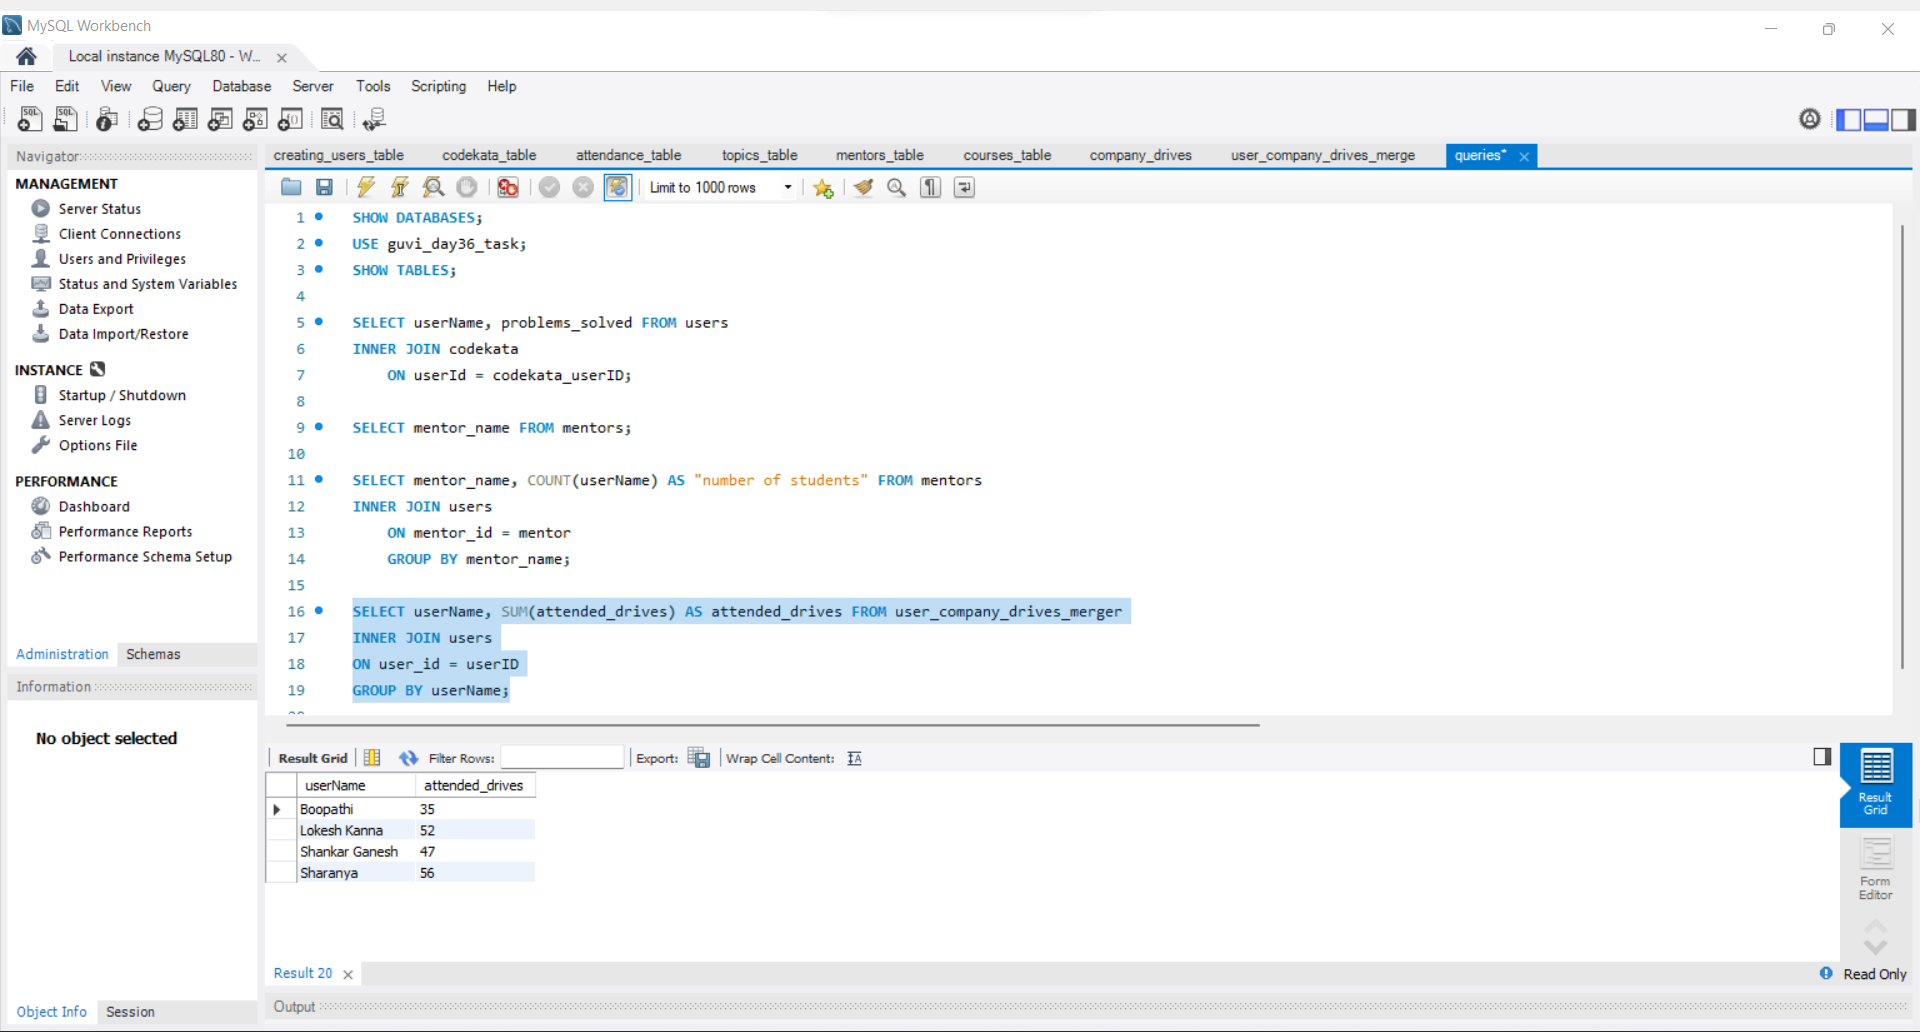 MySQL Workbench
Local instance MySQL80 - W...
File Edit View Query Database Server Tools Scripting Help
Navigator
MANAGEMENT
Server Status
Client Connections
Users and Privileges
Status and System Variables
Data Export
Data Import/Restore
INSTANCE
Startup / Shutdown
Server Logs
Options File
PERFORMANCE
Dashboard
Performance Reports
Performance Schema Setup
Administration Schemas
Information
No object selected
Object Info Session
creating_users_table codekata_table attendance_table topics_table mentors_table courses_table company_drives user_company_drives_merge queries*
Limit to 1000 rows
1 SHOW DATABASES;
2 USE guvi_day36_task;
3 SHOW TABLES;
4
5 SELECT userName, problems_solved FROM users
6 INNER JOIN codekata
7 ON userId = codekata_userID;
8
9 SELECT mentor_name FROM mentors;
10
11 SELECT mentor_name, COUNT(userName) AS "number of students" FROM mentors
12 INNER JOIN users
13 ON mentor_id = mentor
14 GROUP BY mentor_name;
15
16 SELECT userName, SUM(attended_drives) AS attended_drives FROM user_company_drives_merger
17 INNER JOIN users
18 ON user_id = userID
19 GROUP BY userName;
Result Grid Filter Rows: Export: Wrap Cell Content:
userName attended_drives
Boopathi 35
Lokesh Kanna 52
Shankar Ganesh 47
Sharanya 56
Result
Grid
Form
Editor
Result 20
Read Only
Output